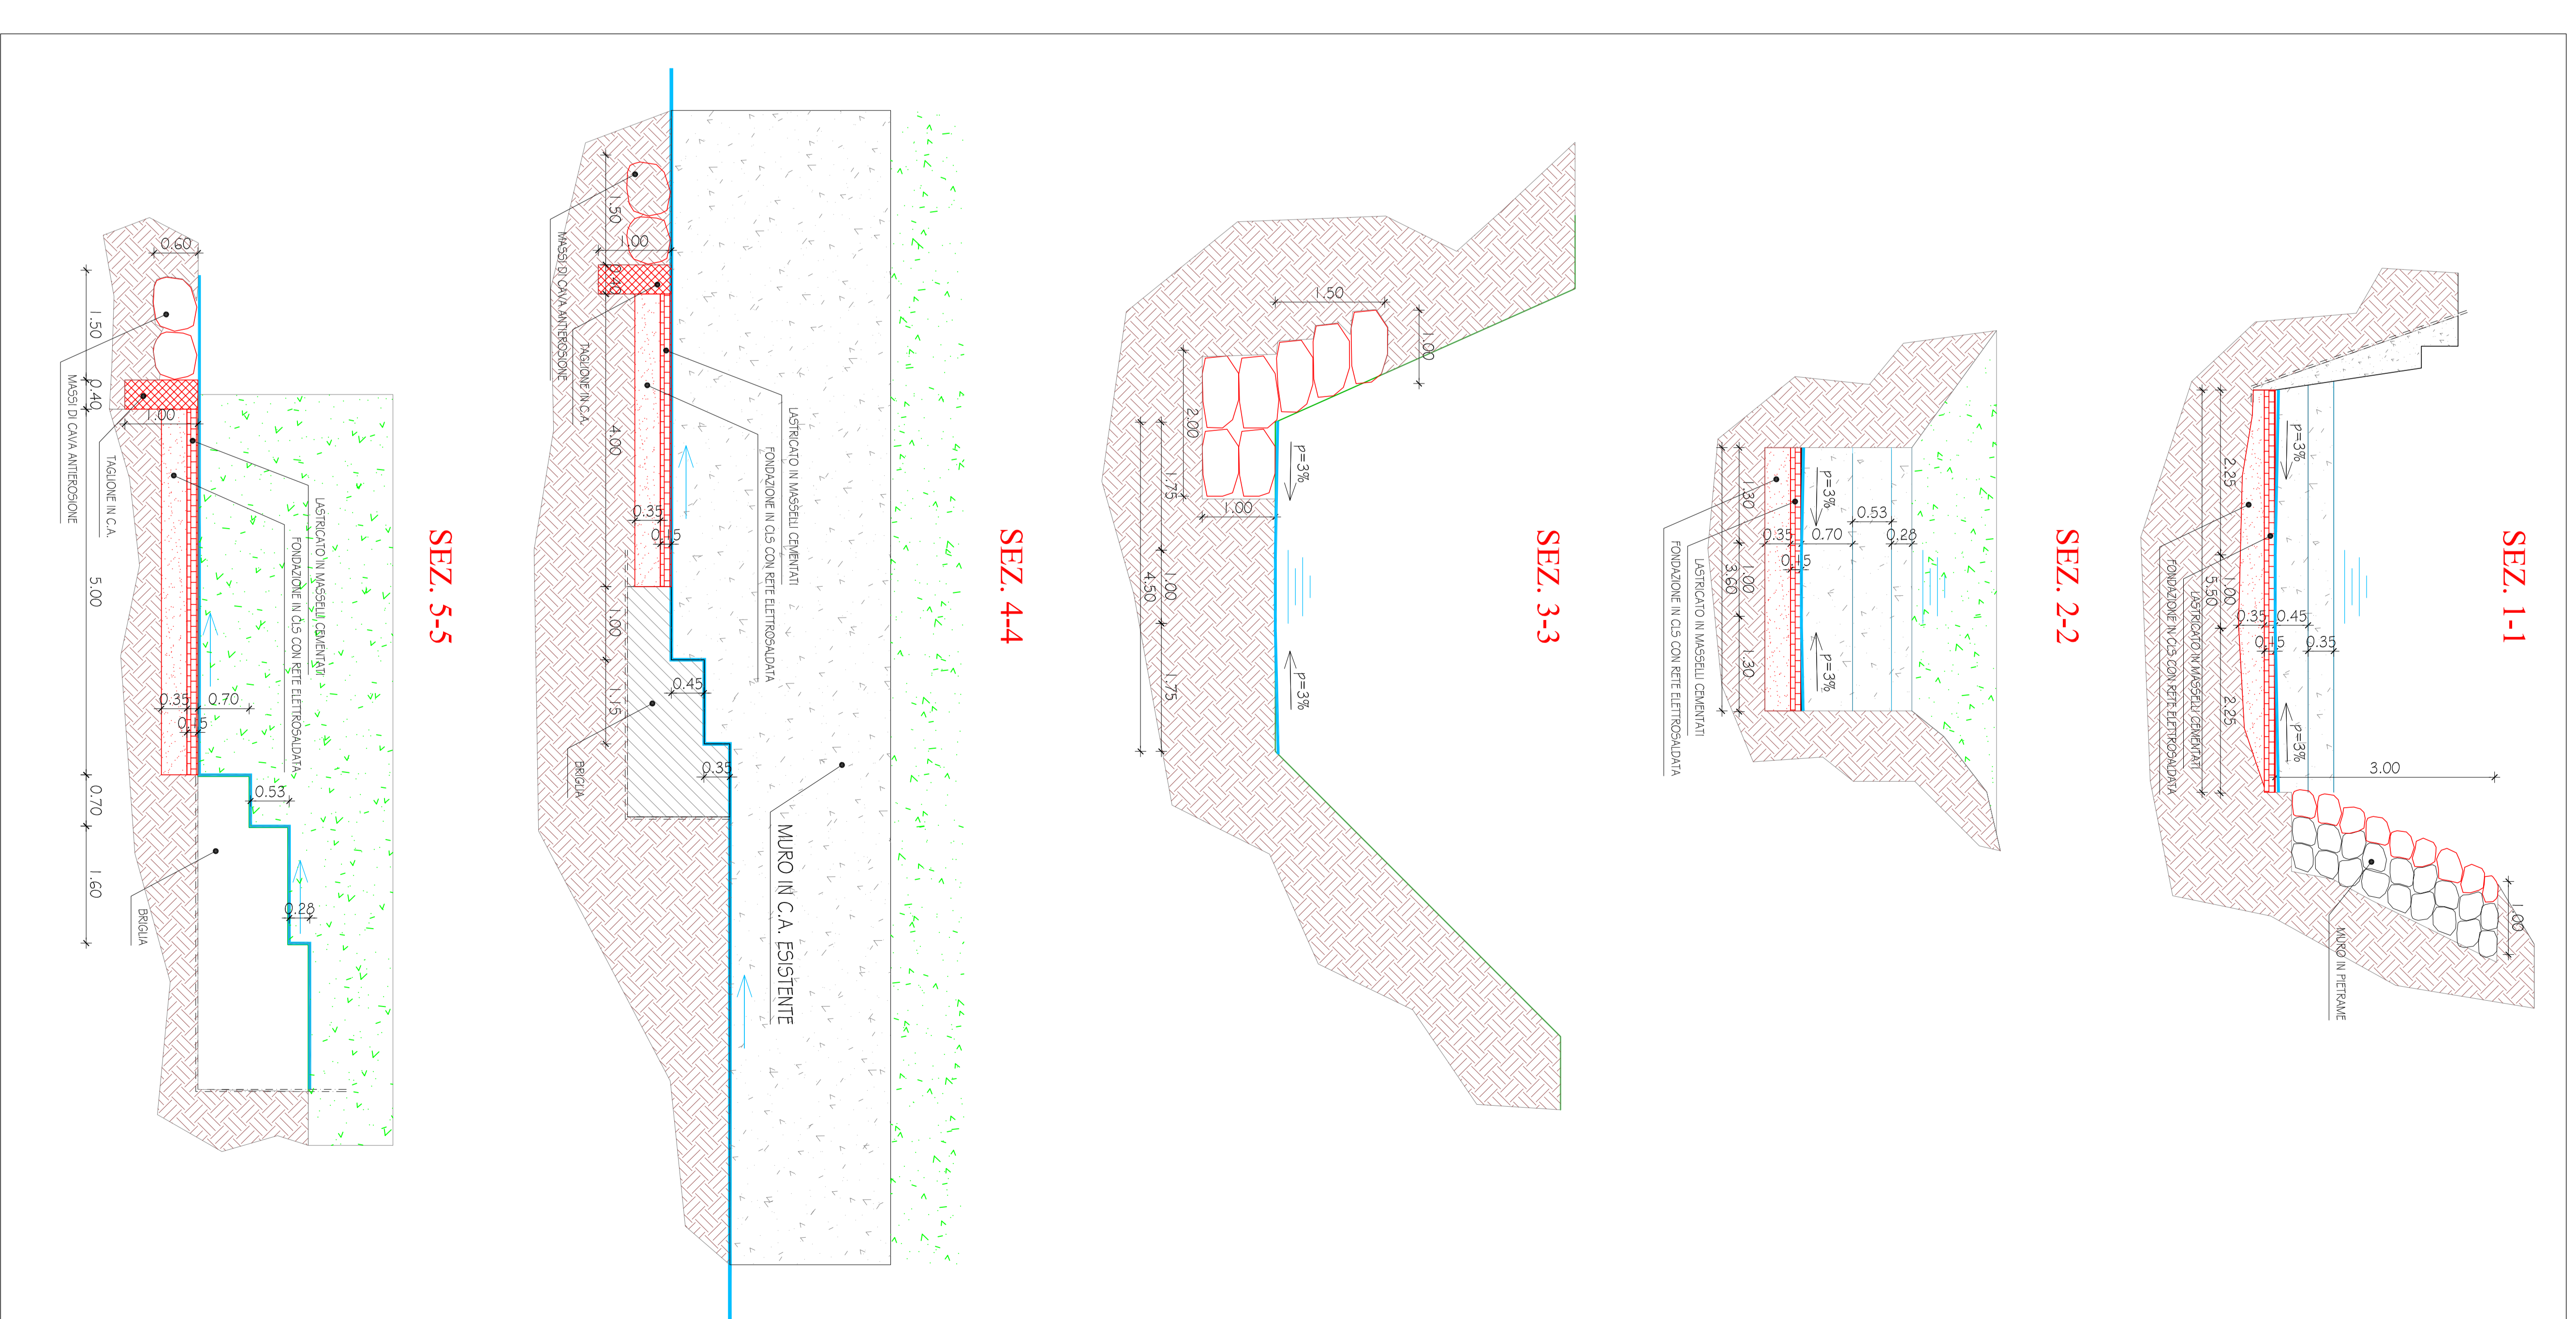 SEZ. 1-1
p=3%
p=3%
2.25
1.00
2.25
5.50
0.35
0.45
0.15
0.35
3.00
1.00
LASTRICATO IN MASSELLI CEMENTATI
FONDAZIONE IN CLS CON RETE ELETTROSALDATA
MURO IN PIETRAME
SEZ. 2-2
p=3%
p=3%
0.53
0.28
0.35
0.70
0.15
1.30
1.00
1.30
3.60
LASTRICATO IN MASSELLI CEMENTATI
FONDAZIONE IN CLS CON RETE ELETTROSALDATA
SEZ. 3-3
1.00
1.50
p=3%
p=3%
2.00
1.00
1.75
1.00
1.75
4.50
SEZ. 4-4
MURO IN C.A. ESISTENTE
LASTRICATO IN MASSELLI CEMENTATI
FONDAZIONE IN CLS CON RETE ELETTROSALDATA
1.00
0.35
0.15
0.45
0.35
1.50
0.40
4.00
1.00
1.15
TAGLIONE IN C.A.
BRIGLIA
MASSI DI CAVA ANTIEROSIONE
SEZ. 5-5
LASTRICATO IN MASSELLI CEMENTATI
FONDAZIONE IN CLS CON RETE ELETTROSALDATA
0.60
1.00
0.35
0.70
0.15
0.53
0.28
1.50
0.40
5.00
0.70
1.60
TAGLIONE IN C.A.
BRIGLIA
MASSI DI CAVA ANTIEROSIONE